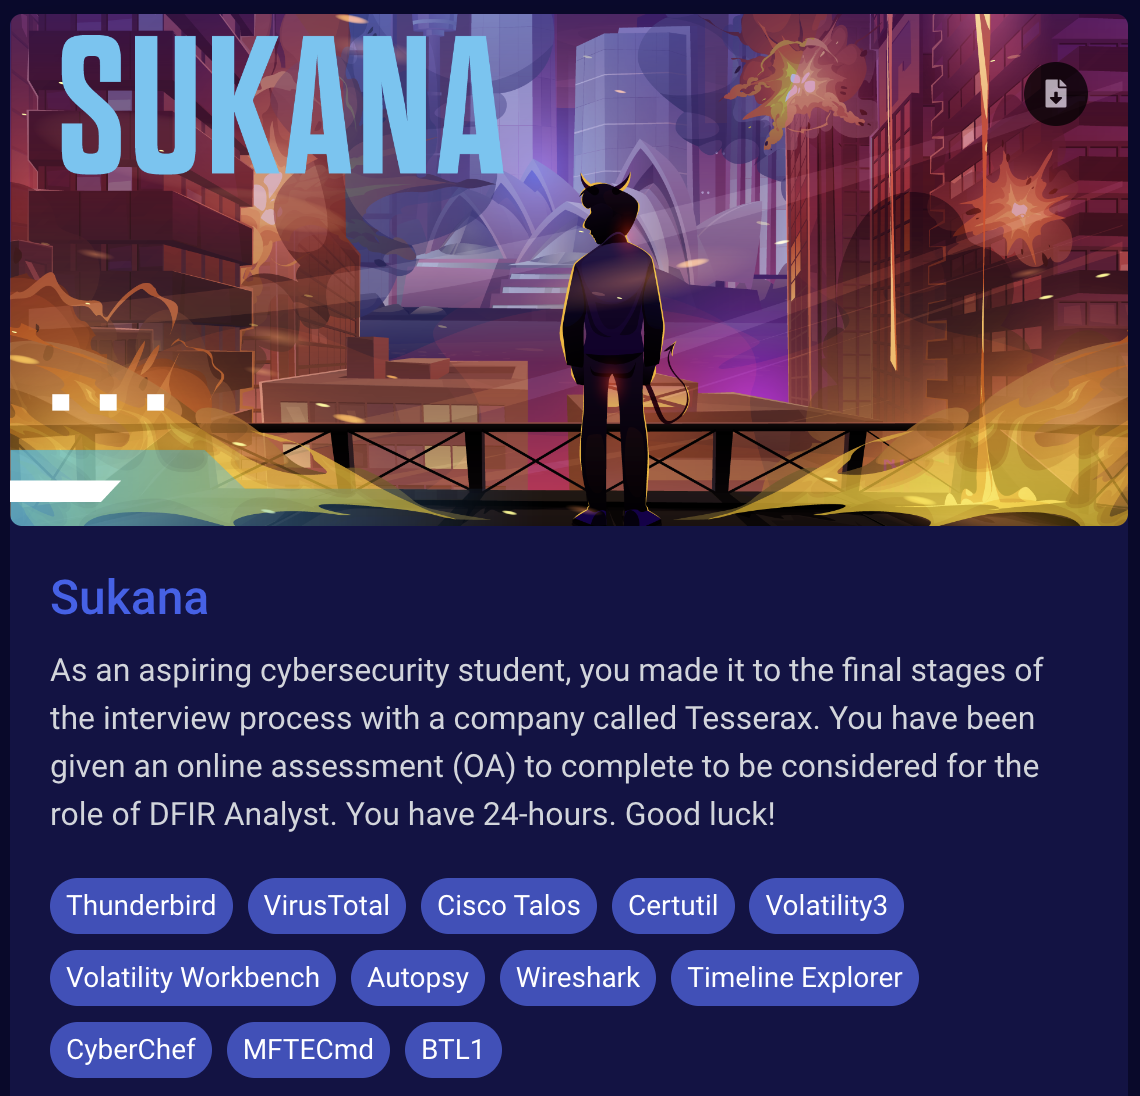 SUKANA
Sukana
As an aspiring cybersecurity student, you made it to the final stages of
the interview process with a company called Tesserax. You have been
given an online assessment (OA) to complete to be considered for the
role of DFIR Analyst. You have 24-hours. Good luck!
Thunderbird VirusTotal Cisco Talos Certutil Volatility3
Volatility Workbench Autopsy Wireshark Timeline Explorer
CyberChef MFTECmd BTL1